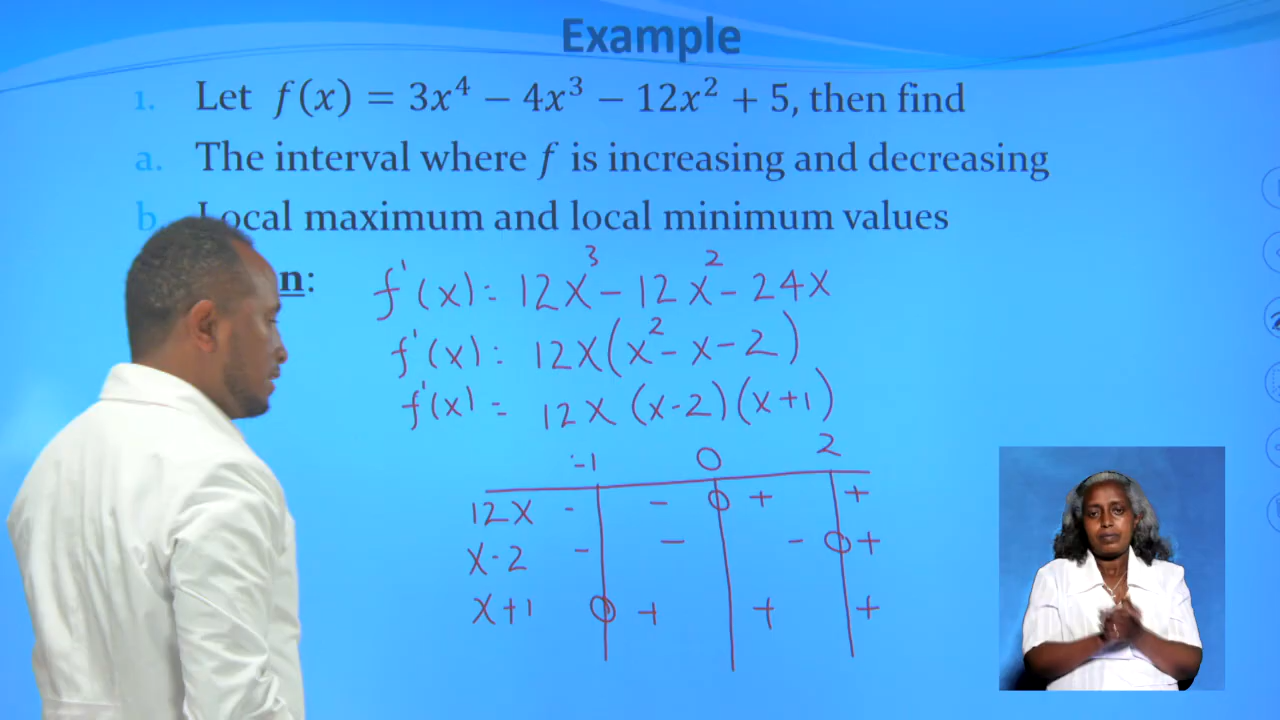 Example
1. Let f(x) = 3x⁴ − 4x³ − 12x² + 5, then find
a. The interval where f is increasing and decreasing
b. Local maximum and local minimum values
n:
f'(x) = 12x³ - 12x² - 24x
f'(x) = 12x(x² - x - 2)
f'(x) = 12x (x-2)(x+1)
-1 0 2
12x - - 0 + +
x-2 - - - 0 +
x+1 0 + + +